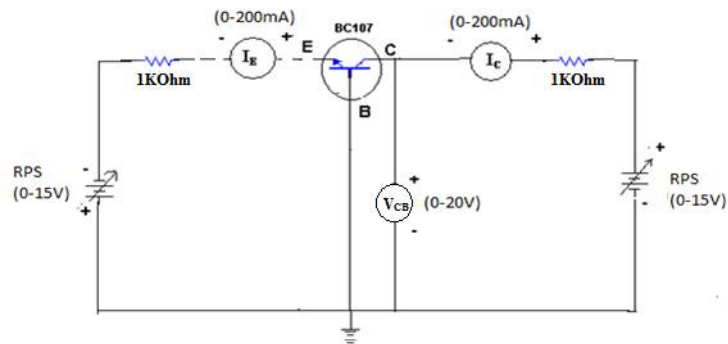 (0-200mA)
BC107
(0-200mA)
- + E C - +
I_E
I_C
1KOhm
1KOhm
B
RPS
(0-15V)
-
+
+
V_CB
-
(0-20V)
+
-
RPS
(0-15V)